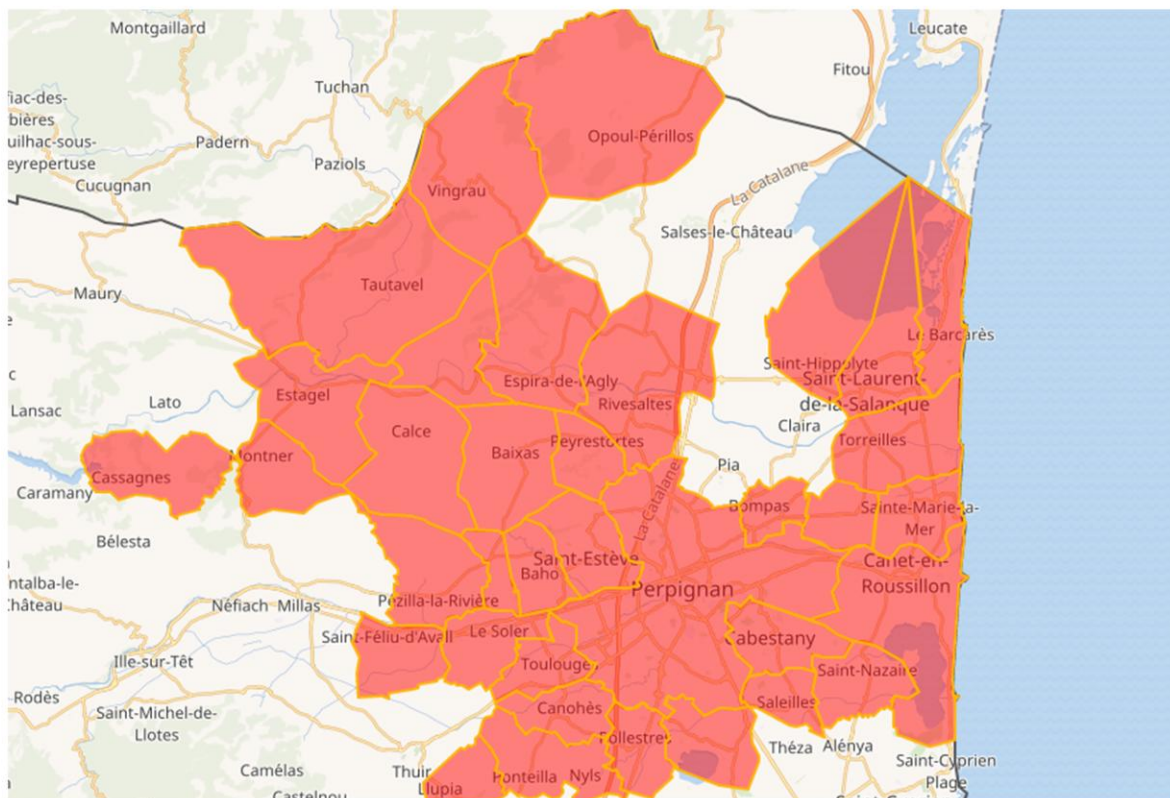 Montgaillard
Leucate
Fitou
Tuchan
fiac-des-
bières
uilhac-sous-
eyrepertuse
Padern
Opoul-Périllos
Paziols
La Catalane
Cucugnan
Vingrau
Salses-le-Château
Tautavel
Maury
Le Barcarès
Saint-Hippolyte
Saint-Laurent-
de-la-Salanque
Espira-de-l'Agly
Estagel
Rivesaltes
Lato
Lansac
Calce
Claira
Torreilles
Peyrestortes
Baixas
Montner
Pia
Cassagnes
Caramany
La Catalane
Bompas
Sainte-Marie-la-
Mer
Bélesta
Saint-Estève
Baho
Canet-en-
Roussillon
ntalba-le-
Château
Perpignan
Pézilla-la-Rivière
Néfiach
Millas
Saint-Féliu-d'Avall
Le Soler
Cabestany
Ille-sur-Têt
Toulouges
Saint-Nazaire
Rodès
Saleilles
Saint-Michel-de-
Llotes
Canohès
Pollestres
Théza
Alénya
Saint-Cyprien
Plage
Camélas
Thuir
Ponteilla
Nyls
Llupia
Castelnou